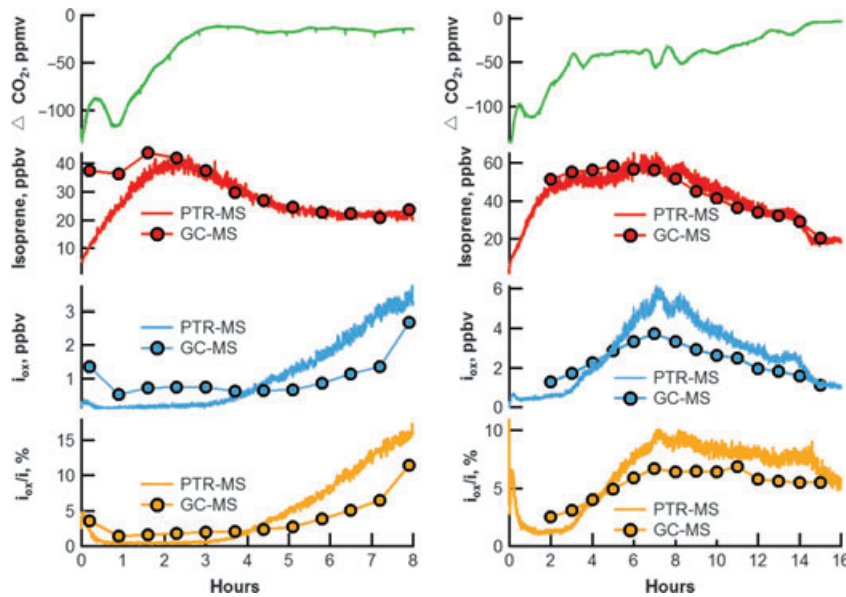 △ CO₂, ppmv
0
−50
−100
Isoprene, ppbv
40
30
20
10
PTR-MS
GC-MS
iₒₓ, ppbv
3
2
1
PTR-MS
GC-MS
iₒₓ/i, %
15
10
5
0
PTR-MS
GC-MS
0 1 2 3 4 5 6 7 8
Hours
△ CO₂, ppmv
0
−50
−100
Isoprene, ppbv
60
40
20
PTR-MS
GC-MS
iₒₓ, ppbv
6
4
2
0
PTR-MS
GC-MS
iₒₓ/i, %
10
5
0
PTR-MS
GC-MS
0 2 4 6 8 10 12 14 16
Hours